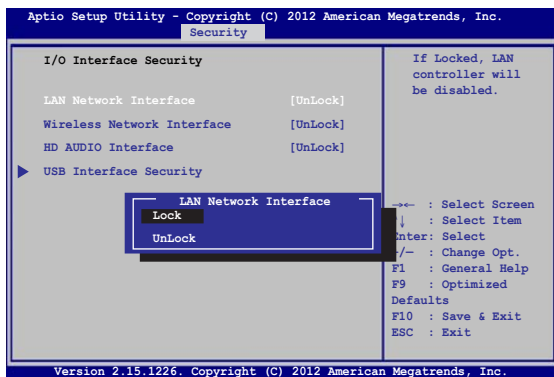 Aptio Setup Utility - Copyright (C) 2012 American Megatrends, Inc.
Security
I/O Interface Security
LAN Network Interface [UnLock]
Wireless Network Interface [UnLock]
HD AUDIO Interface [UnLock]
USB Interface Security
If Locked, LAN
controller will
be disabled.
LAN Network Interface
Lock
UnLock
→← : Select Screen
↓ : Select Item
Enter: Select
/— : Change Opt.
F1 : General Help
F9 : Optimized
Defaults
F10 : Save & Exit
ESC : Exit
Version 2.15.1226. Copyright (C) 2012 American Megatrends, Inc.